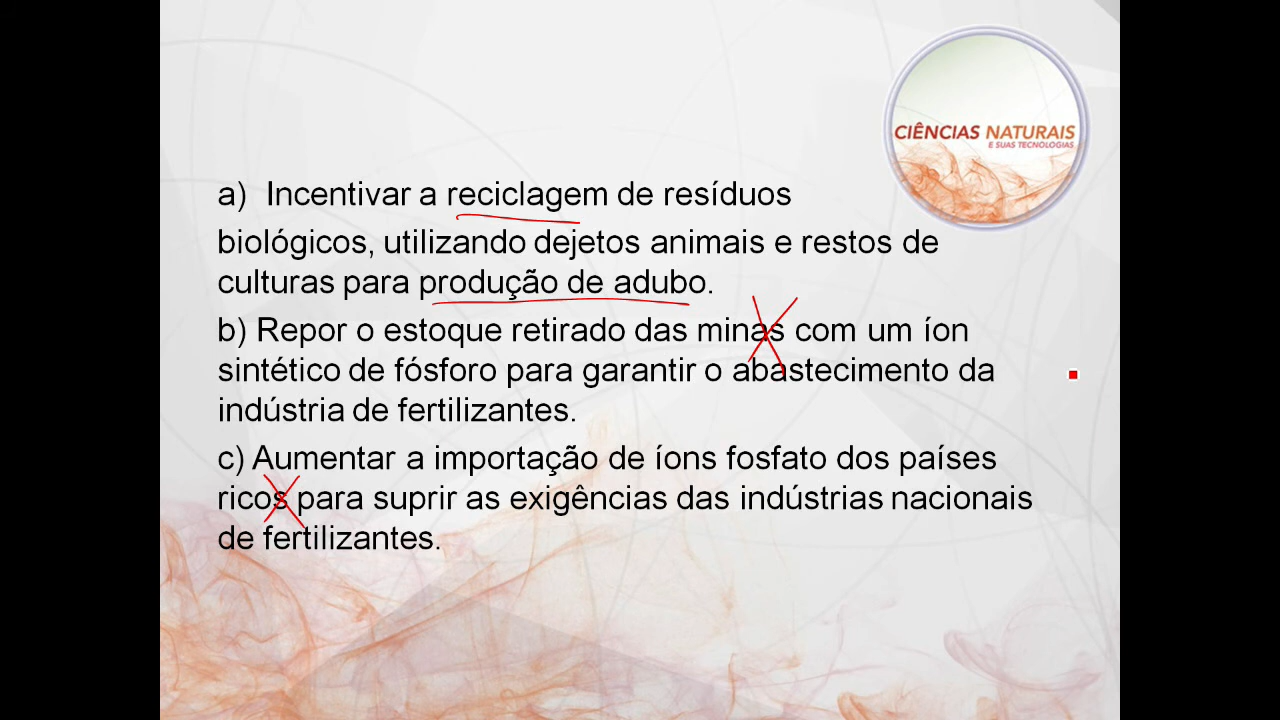 CIÊNCIAS NATURAIS
E SUAS TECNOLOGIAS
a) Incentivar a reciclagem de resíduos
biológicos, utilizando dejetos animais e restos de
culturas para produção de adubo.
b) Repor o estoque retirado das minas com um íon
sintético de fósforo para garantir o abastecimento da
indústria de fertilizantes.
c) Aumentar a importação de íons fosfato dos países
ricos para suprir as exigências das indústrias nacionais
de fertilizantes.